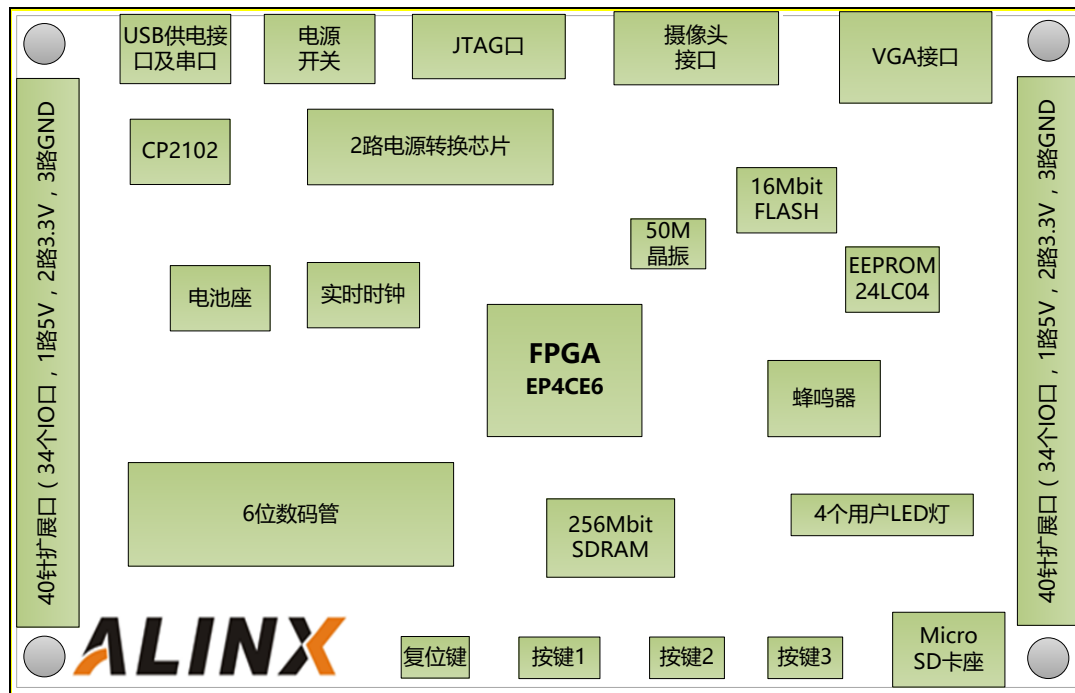 USB供电接
口及串口
电源
开关
JTAG口
摄像头
接口
VGA接口
40针扩展口（34个IO口，1路5V，2路3.3V，3路GND
CP2102
2路电源转换芯片
16Mbit
FLASH
50M
晶振
EEPROM
24LC04
电池座
实时时钟
FPGA
EP4CE6
蜂鸣器
6位数码管
256Mbit
SDRAM
4个用户LED灯
40针扩展口（34个IO口，1路5V，2路3.3V，3路GND
ALINX
复位键
按键1
按键2
按键3
Micro
SD卡座